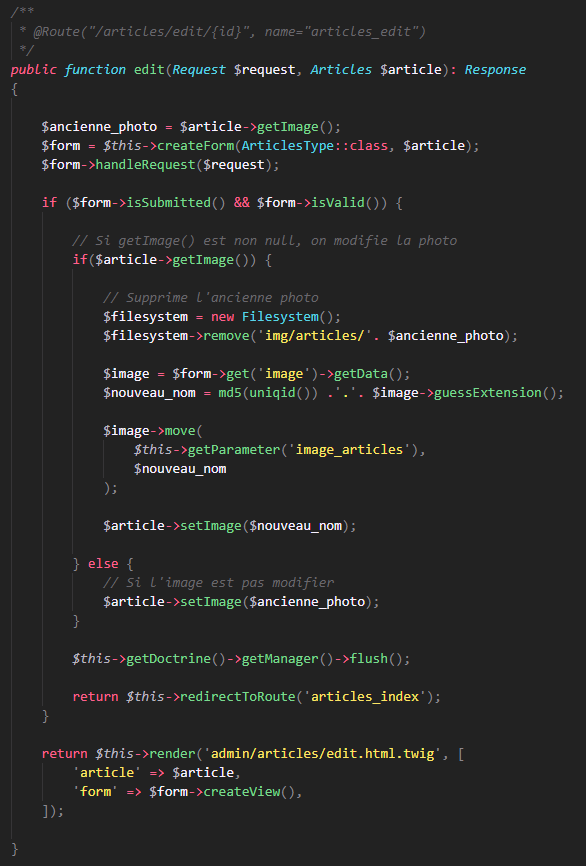 /**
 * @Route("/articles/edit/{id}", name="articles_edit")
 */
public function edit(Request $request, Articles $article): Response
{
$ancienne_photo = $article->getImage();
$form = $this->createForm(ArticlesType::class, $article);
$form->handleRequest($request);
if ($form->isSubmitted() && $form->isValid()) {
// Si getImage() est non null, on modifie la photo
if($article->getImage()) {
// Supprime l'ancienne photo
$filesystem = new Filesystem();
$filesystem->remove('img/articles/'. $ancienne_photo);
$image = $form->get('image')->getData();
$nouveau_nom = md5(uniqid()) .'.'. $image->guessExtension();
$image->move(
$this->getParameter('image_articles'),
$nouveau_nom
);
$article->setImage($nouveau_nom);
} else {
// Si l'image est pas modifier
$article->setImage($ancienne_photo);
}
$this->getDoctrine()->getManager()->flush();
return $this->redirectToRoute('articles_index');
}
return $this->render('admin/articles/edit.html.twig', [
'article' => $article,
'form' => $form->createView(),
]);
}